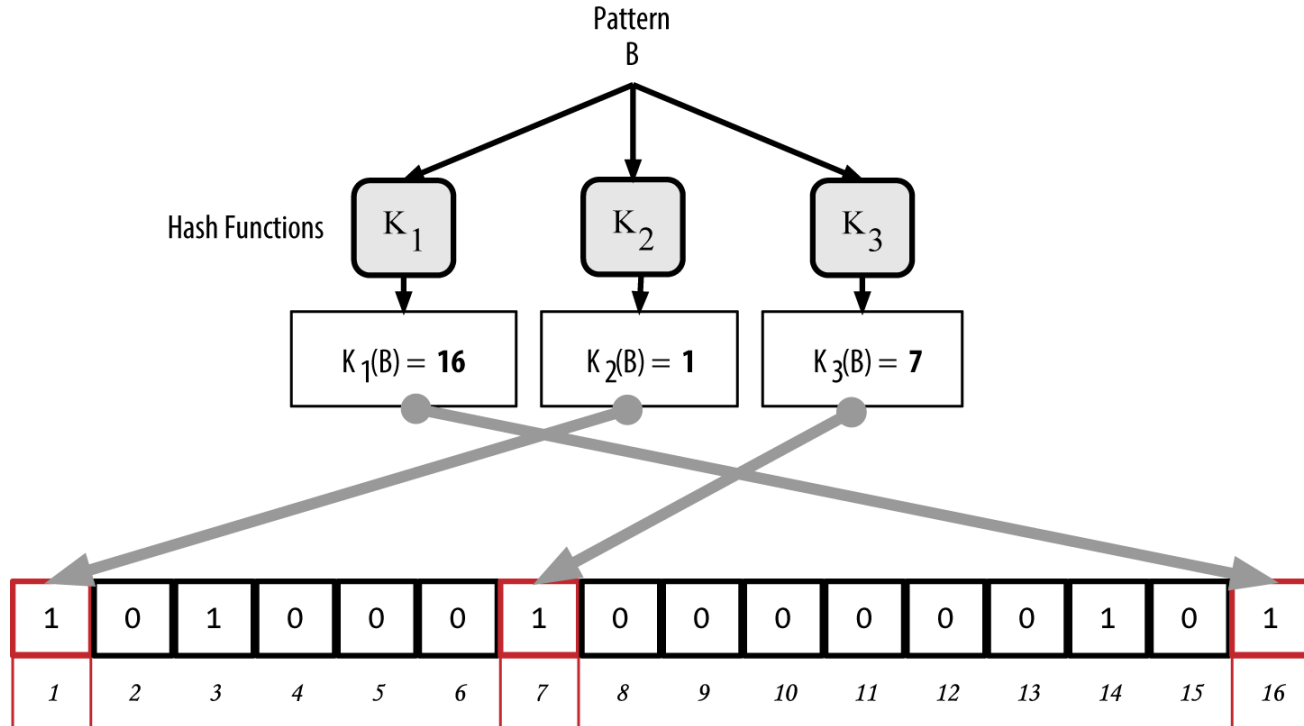 Pattern
B
Hash Functions
K1
K2
K3
K1(B) = 16
K2(B) = 1
K3(B) = 7
1 0 1 0 0 0 1 0 0 0 0 0 0 1 0 1
1 2 3 4 5 6 7 8 9 10 11 12 13 14 15 16